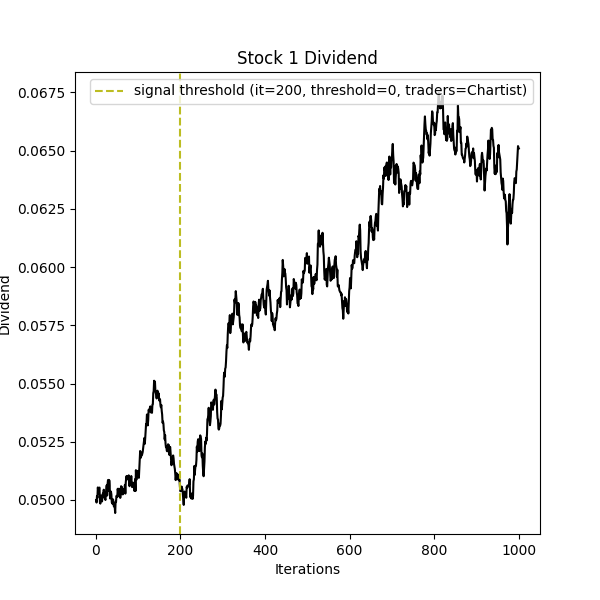 Stock 1 Dividend
signal threshold (it=200, threshold=0, traders=Chartist)
Dividend
0.0675
0.0650
0.0625
0.0600
0.0575
0.0550
0.0525
0.0500
0 200 400 600 800 1000
Iterations